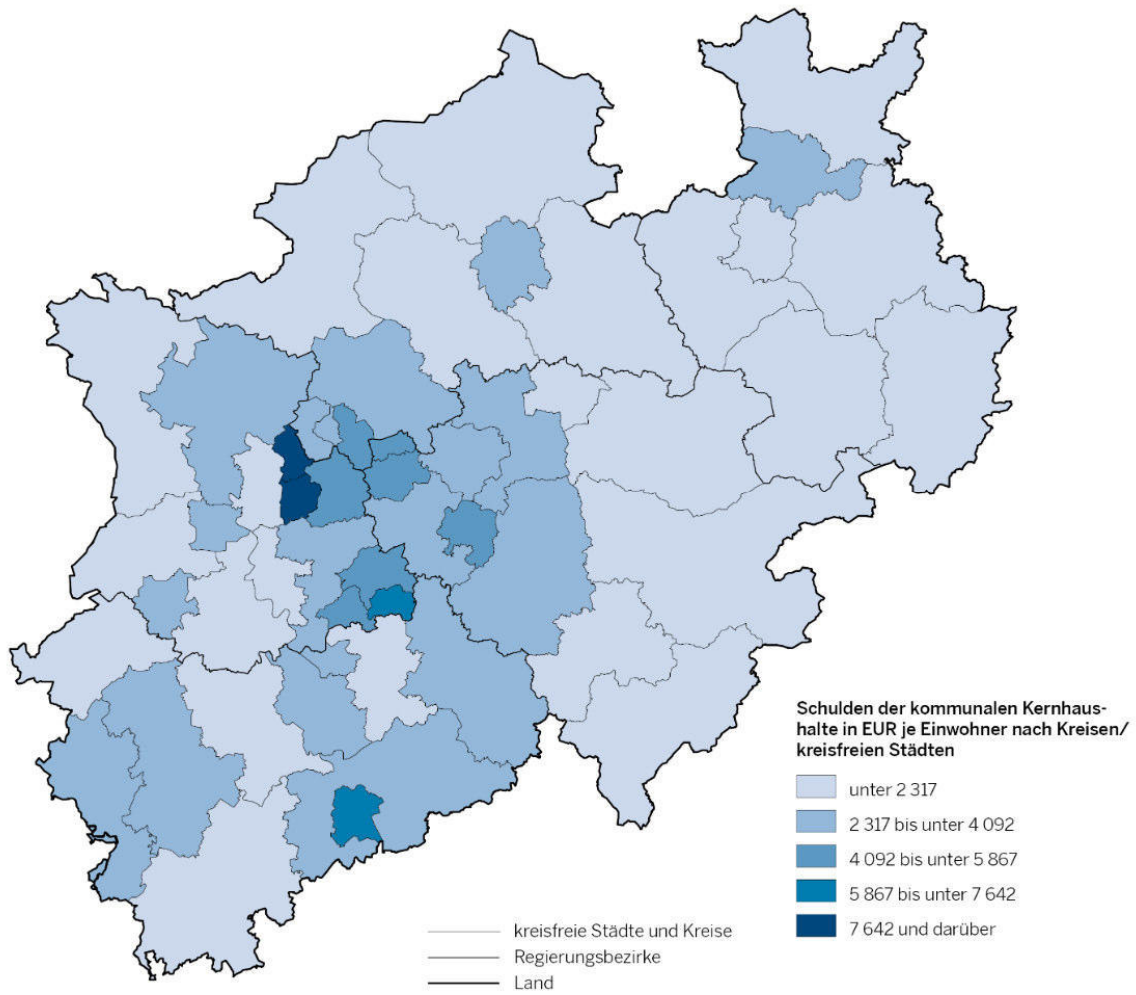 Schulden der kommunalen Kernhaus-
halte in EUR je Einwohner nach Kreisen/
kreisfreien Städten
unter 2 317
2 317 bis unter 4 092
4 092 bis unter 5 867
5 867 bis unter 7 642
7 642 und darüber
kreisfreie Städte und Kreise
Regierungsbezirke
Land